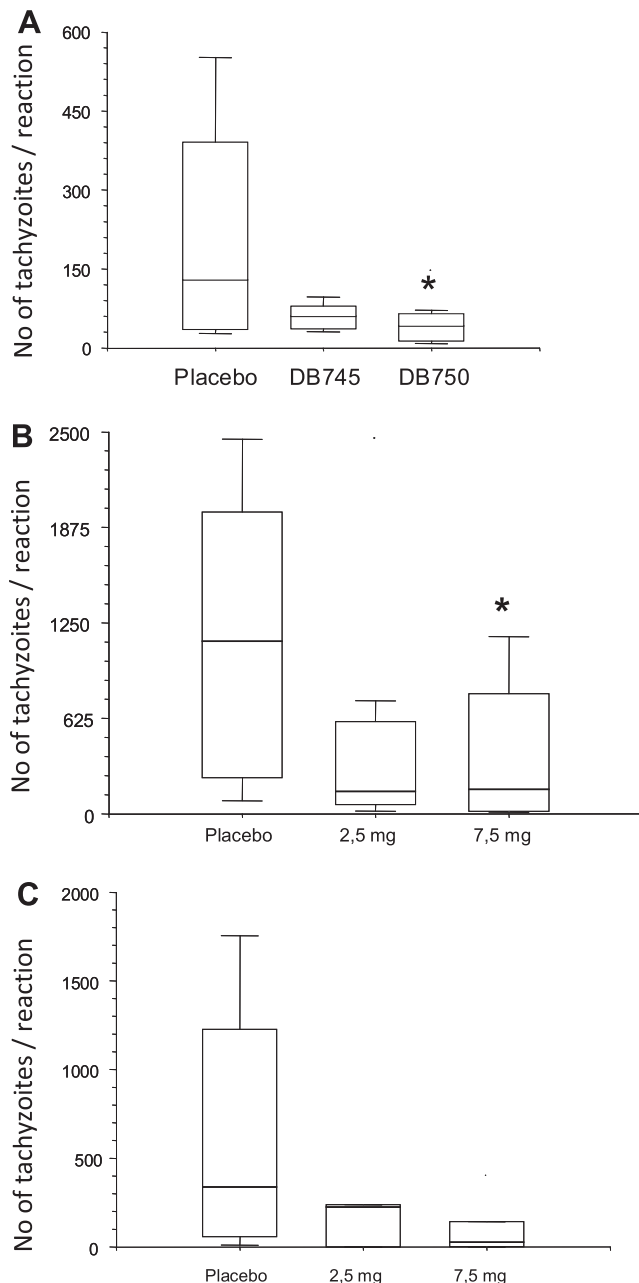 A
No of tachyzoites / reaction
600
450
300
150
0
Placebo DB745 DB750
*
B
No of tachyzoites / reaction
2500
1875
1250
625
0
Placebo 2,5 mg 7,5 mg
*
C
No of tachyzoites / reaction
2000
1500
1000
500
0
Placebo 2,5 mg 7,5 mg